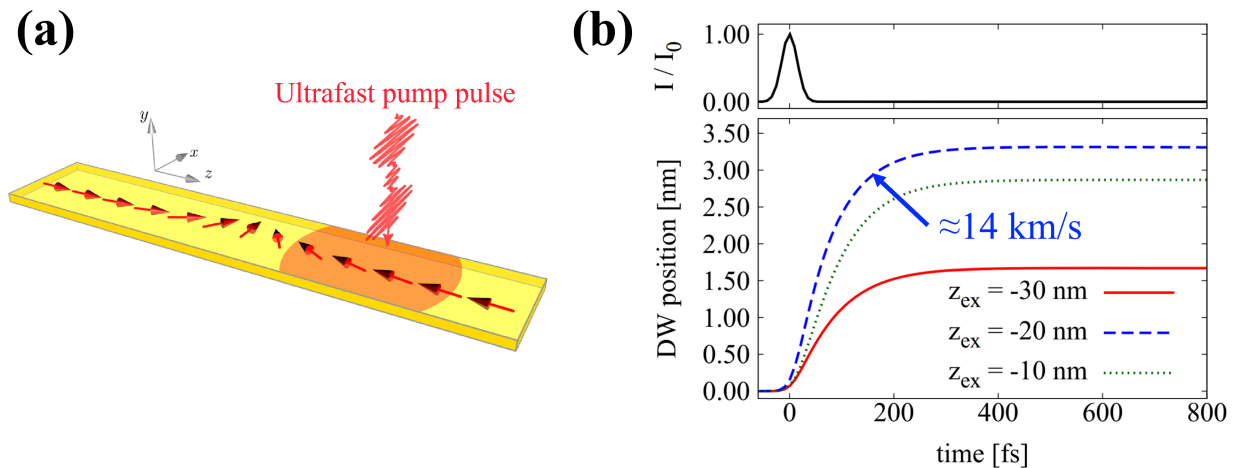 (a)
Ultrafast pump pulse
y
x
z
(b)
I / I0
1.00
0.00
DW position [nm]
3.50
3.00
2.50
2.00
1.50
1.00
0.50
0.00
≈14 km/s
zex = -30 nm
zex = -20 nm
zex = -10 nm
0
200
400
600
800
time [fs]